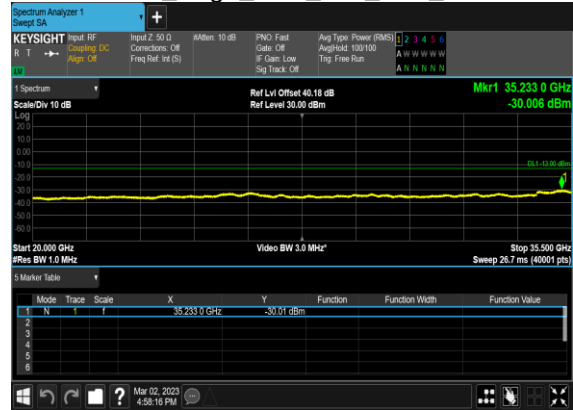 Spectrum Analyzer 1
Swept SA
+
KEYSIGHT Input: RF Input Z: 50 Ω #Atten: 10 dB PNO: Fast Avg Type: Power (RMS) 1 2 3 4 5 6
R T Coupling: DC Corrections: Off Gate: Off Avg|Hold: 100/100 A W W W W W
Align: Off Freq Ref: Int (S) IF Gain: Low Trig: Free Run
LXI Sig Track: Off A N N N N N
1 Spectrum Ref Lvl Offset 40.18 dB Mkr1 35.233 0 GHz
Scale/Div 10 dB Ref Level 30.00 dBm -30.006 dBm
Log
20.0
10.0
0.00
-10.0
DL1 -13.00 dBm
-20.0
1
-30.0
-40.0
-50.0
-60.0
Start 20.000 GHz Video BW 3.0 MHz* Stop 35.500 GHz
#Res BW 1.0 MHz Sweep 26.7 ms (40001 pts)
5 Marker Table
Mode Trace Scale X Y Function Function Width Function Value
1 N 1 f 35.233 0 GHz -30.01 dBm
2
3
4
5
6
? Mar 02, 2023
4:58:16 PM